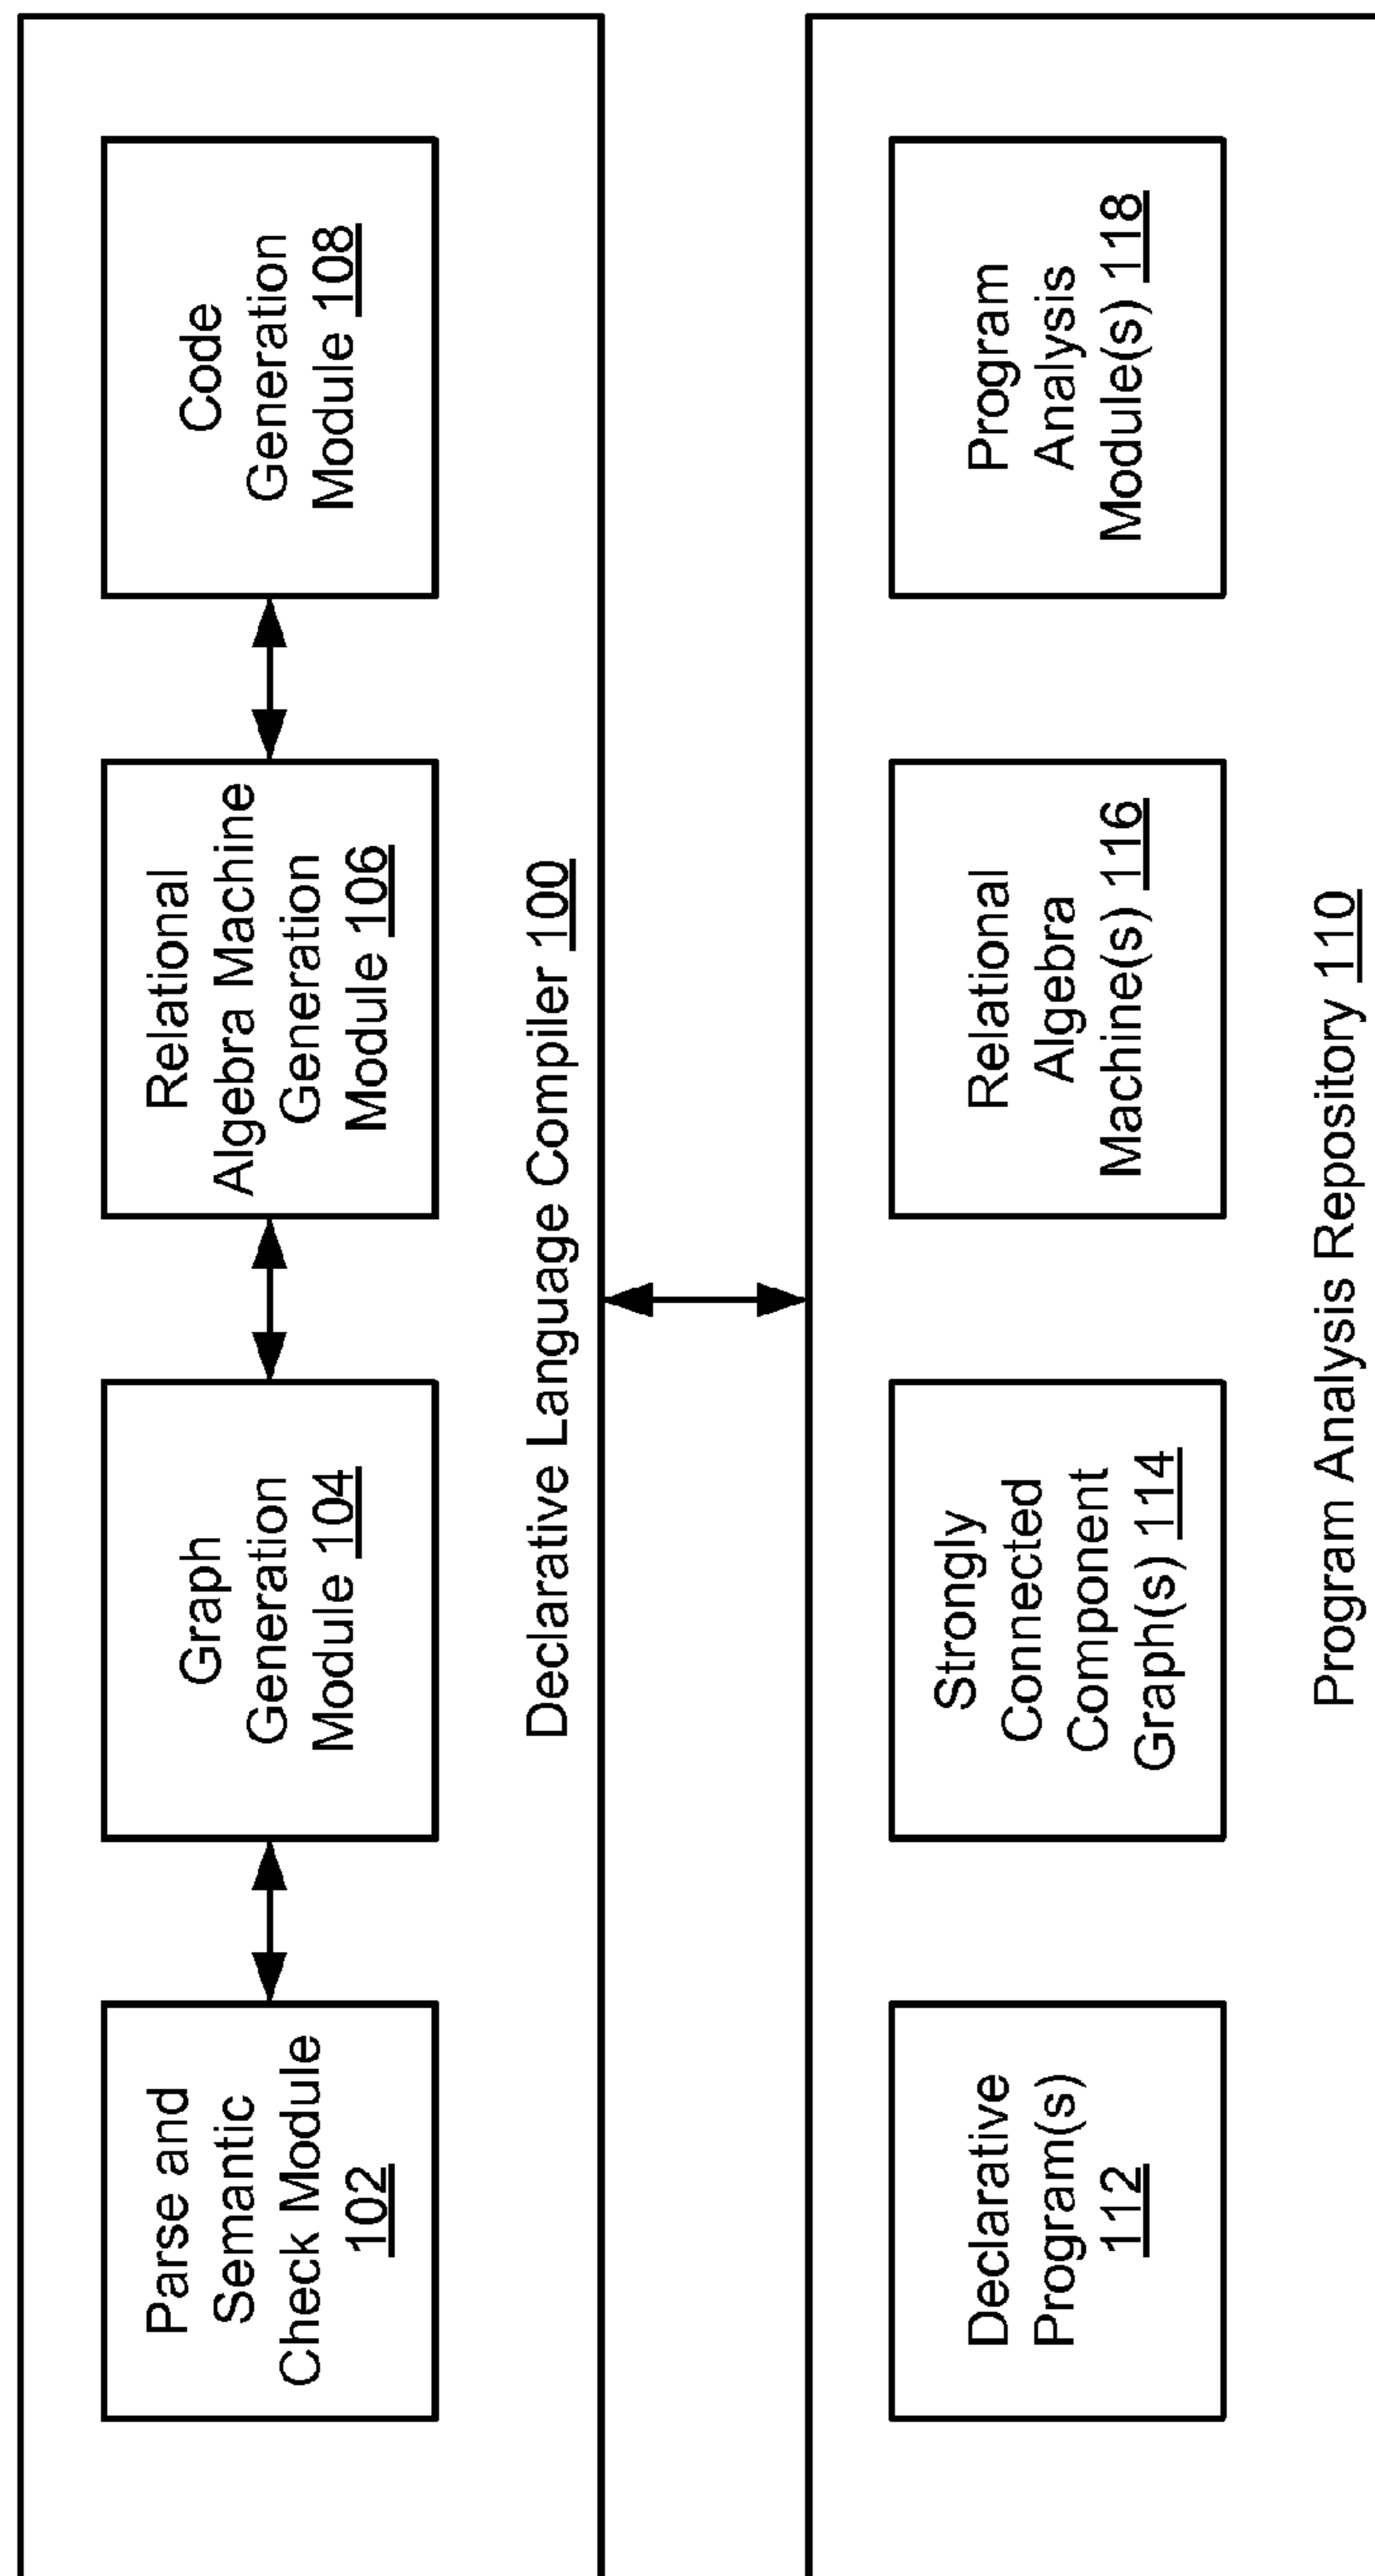 Parse and
Semantic
Check Module
102
Graph
Generation
Module 104
Relational
Algebra Machine
Generation
Module 106
Code
Generation
Module 108
Declarative Language Compiler 100
Declarative
Program(s)
112
Strongly
Connected
Component
Graph(s) 114
Relational
Algebra
Machine(s) 116
Program
Analysis
Module(s) 118
Program Analysis Repository 110